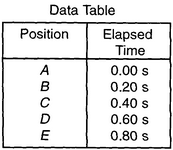 Data Table
Position Elapsed Time
A 0.00 s
B 0.20 s
C 0.40 s
D 0.60 s
E 0.80 s